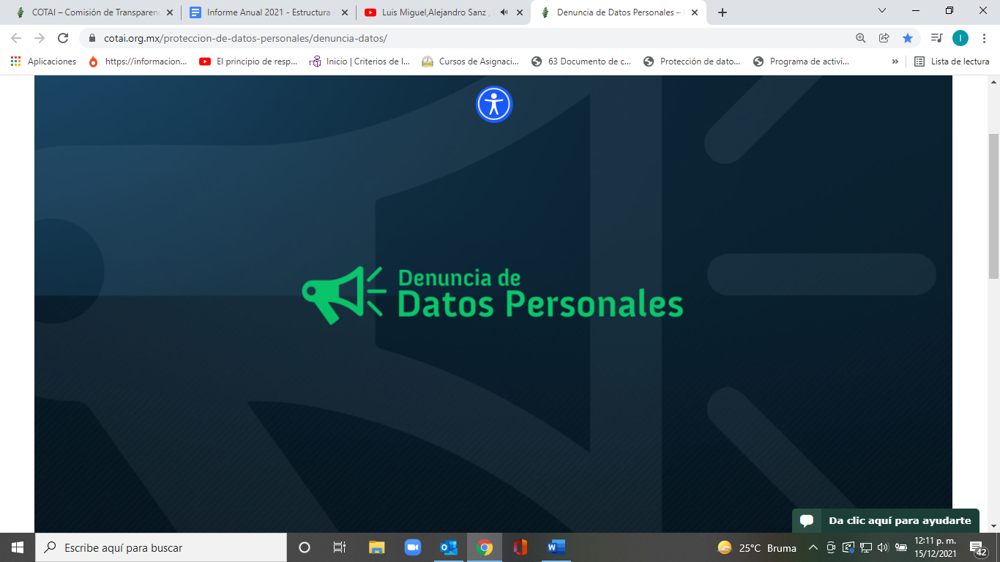 COTAI – Comisión de Transparen
Informe Anual 2021 - Estructura
Luis Miguel,Alejandro Sanz ,
Denuncia de Datos Personales –
cotai.org.mx/proteccion-de-datos-personales/denuncia-datos/
I
Aplicaciones
https://informacion...
El principio de resp...
Inicio | Criterios de I...
Cursos de Asignaci...
63 Documento de c...
Protección de dato...
Programa de activi...
»
Lista de lectura
Denuncia de
Datos Personales
Da clic aquí para ayudarte
Escribe aquí para buscar
25°C Bruma
12:11 p. m.
15/12/2021
42